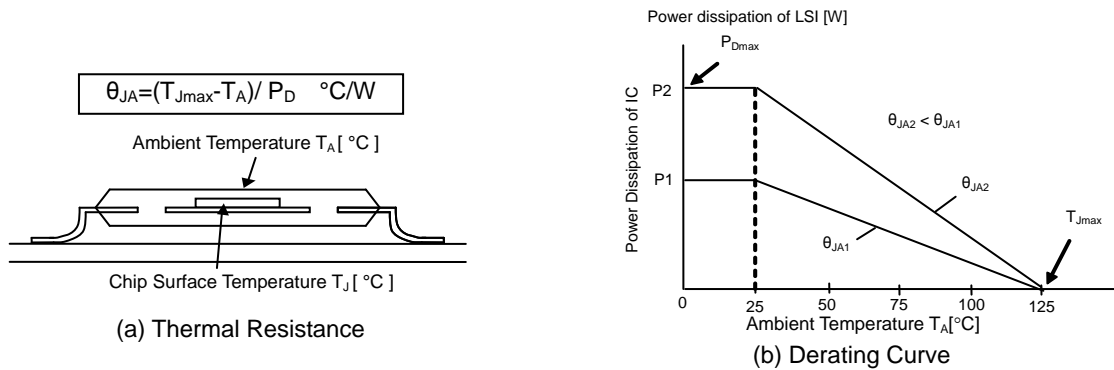 θJA=(TJmax-TA)/ PD °C/W
Ambient Temperature TA [ °C ]
Chip Surface Temperature TJ [ °C ]
(a) Thermal Resistance
Power dissipation of LSI [W]
PDmax
P2
P1
Power Dissipation of IC
θJA2 < θJA1
θJA2
θJA1
TJmax
0
25
50
75
100
125
Ambient Temperature TA[°C]
(b) Derating Curve